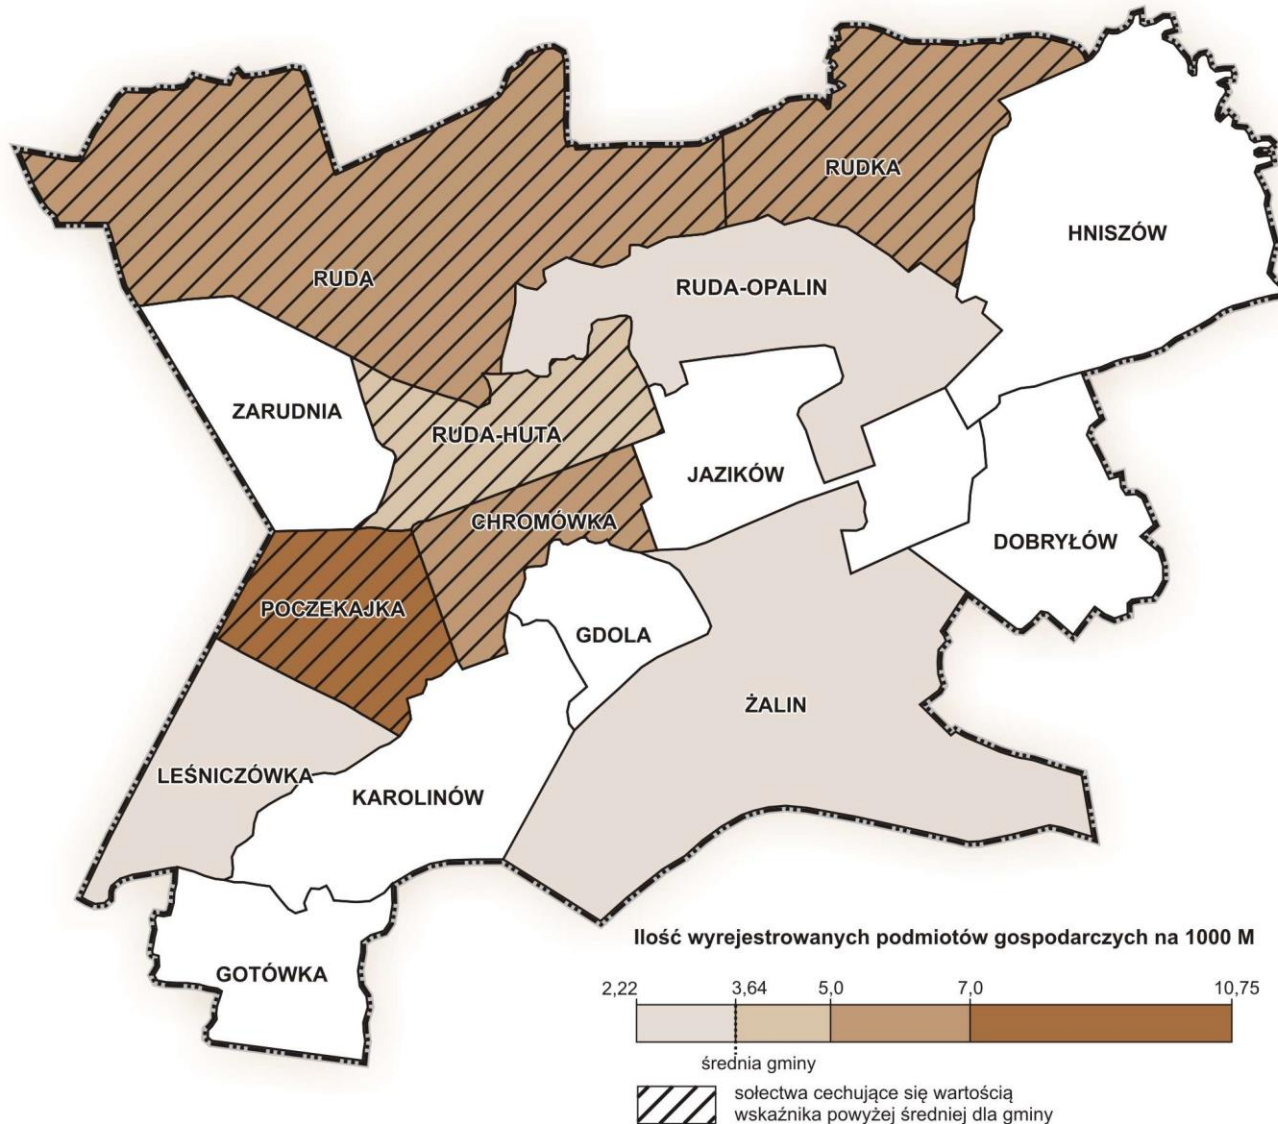 RUDKA
HNISZÓW
RUDA
RUDA-OPALIN
ZARUDNIA
RUDA-HUTA
JAZIKÓW
CHROMÓWKA
DOBRYŁÓW
POCZEKAJKA
GDOLA
ŻALIN
LEŚNICZÓWKA
KAROLINÓW
GOTÓWKA
Ilość wyrejestrowanych podmiotów gospodarczych na 1000 M
2,22 3,64 5,0 7,0 10,75
średnia gminy
sołectwa cechujące się wartością
wskaźnika powyżej średniej dla gminy